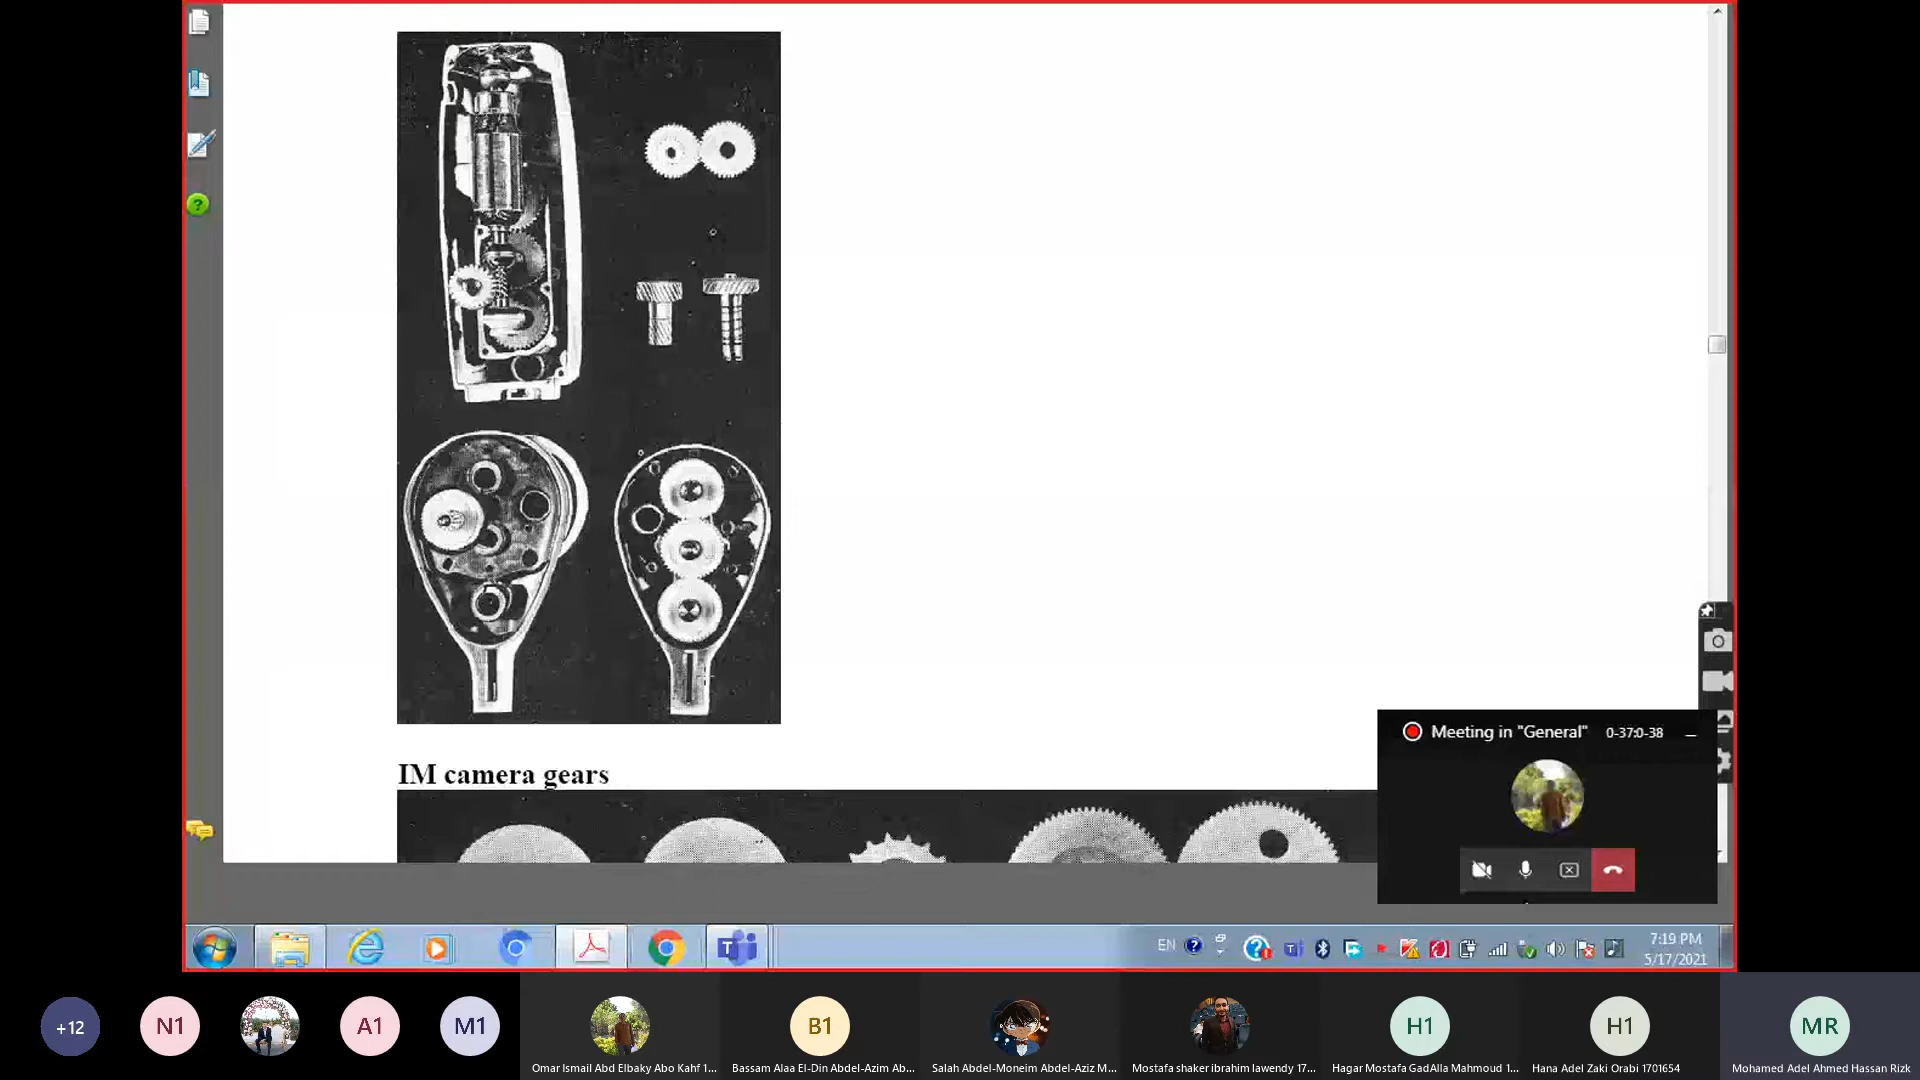 IM camera gears
Meeting in "General" 0-37:0-38
EN
7:19 PM
5/17/2021
+12
N1
A1
M1
B1
H1
H1
MR
Omar Ismail Abd Elbaky Abo Kahf 1...
Bassam Alaa El-Din Abdel-Azim Ab...
Salah Abdel-Moneim Abdel-Aziz M...
Mostafa shaker ibrahim lawendy 17...
Hagar Mostafa GadAlla Mahmoud 1...
Hana Adel Zaki Orabi 1701654
Mohamed Adel Ahmed Hassan Rizk